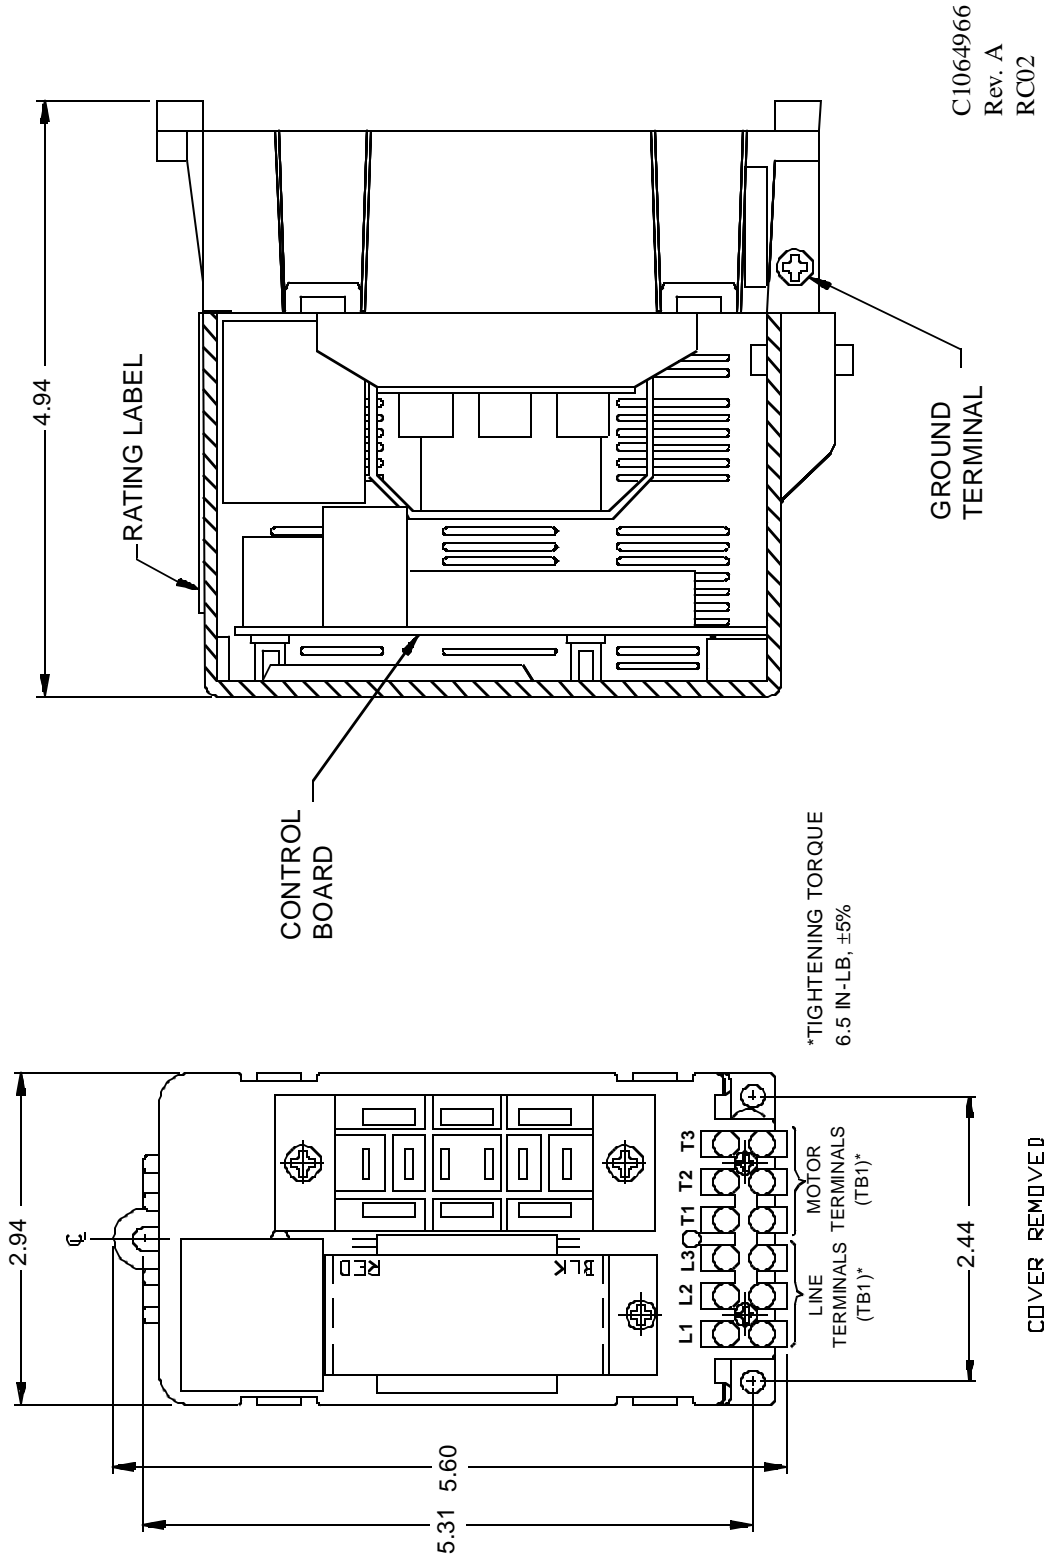 2.94
℄
5.60
5.31
RED
BLK
L1 L2 L3 T1 T2 T3
LINE
TERMINALS
(TB1)*
MOTOR
TERMINALS
(TB1)*
2.44
*TIGHTENING TORQUE
6.5 IN-LB, ±5%
COVER REMOVED
4.94
RATING LABEL
CONTROL
BOARD
GROUND
TERMINAL
C1064966
Rev. A
RC02